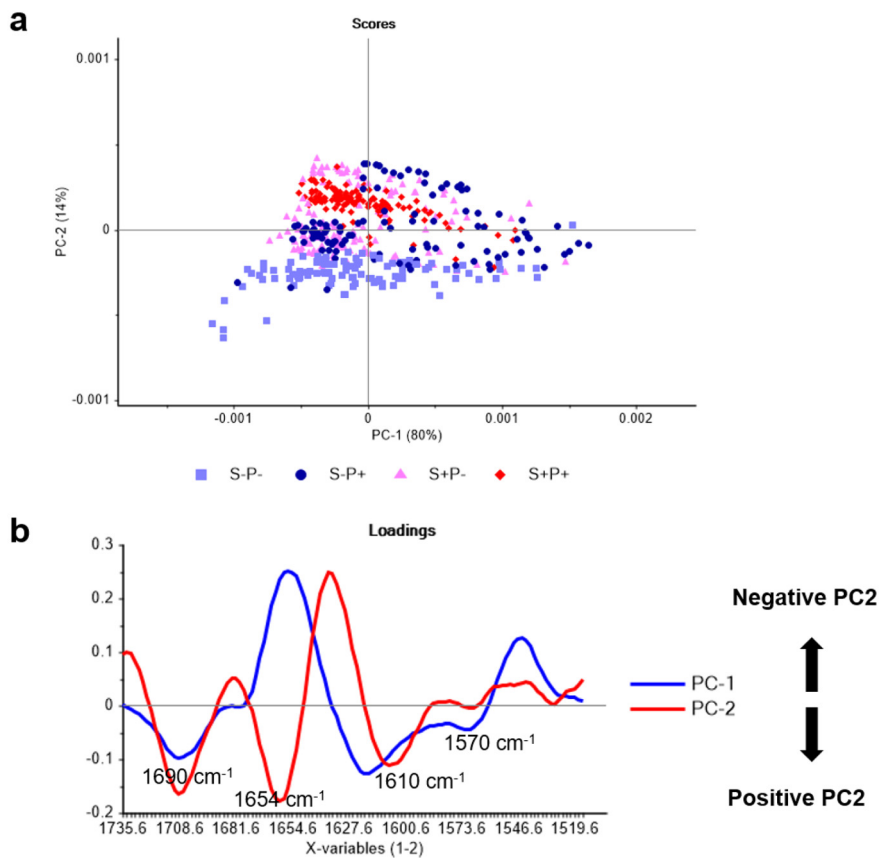 a
Scores
0.001
0
-0.001
PC-2 (14%)
-0.001 0 0.001 0.002
PC-1 (80%)
S-P- S-P+ S+P- S+P+
b
Loadings
0.3
0.2
0.1
0
-0.1
-0.2
1690 cm-1
1654 cm-1
1610 cm-1
1570 cm-1
1735.6 1708.6 1681.6 1654.6 1627.6 1600.6 1573.6 1546.6 1519.6
X-variables (1-2)
PC-1
PC-2
Negative PC2
Positive PC2